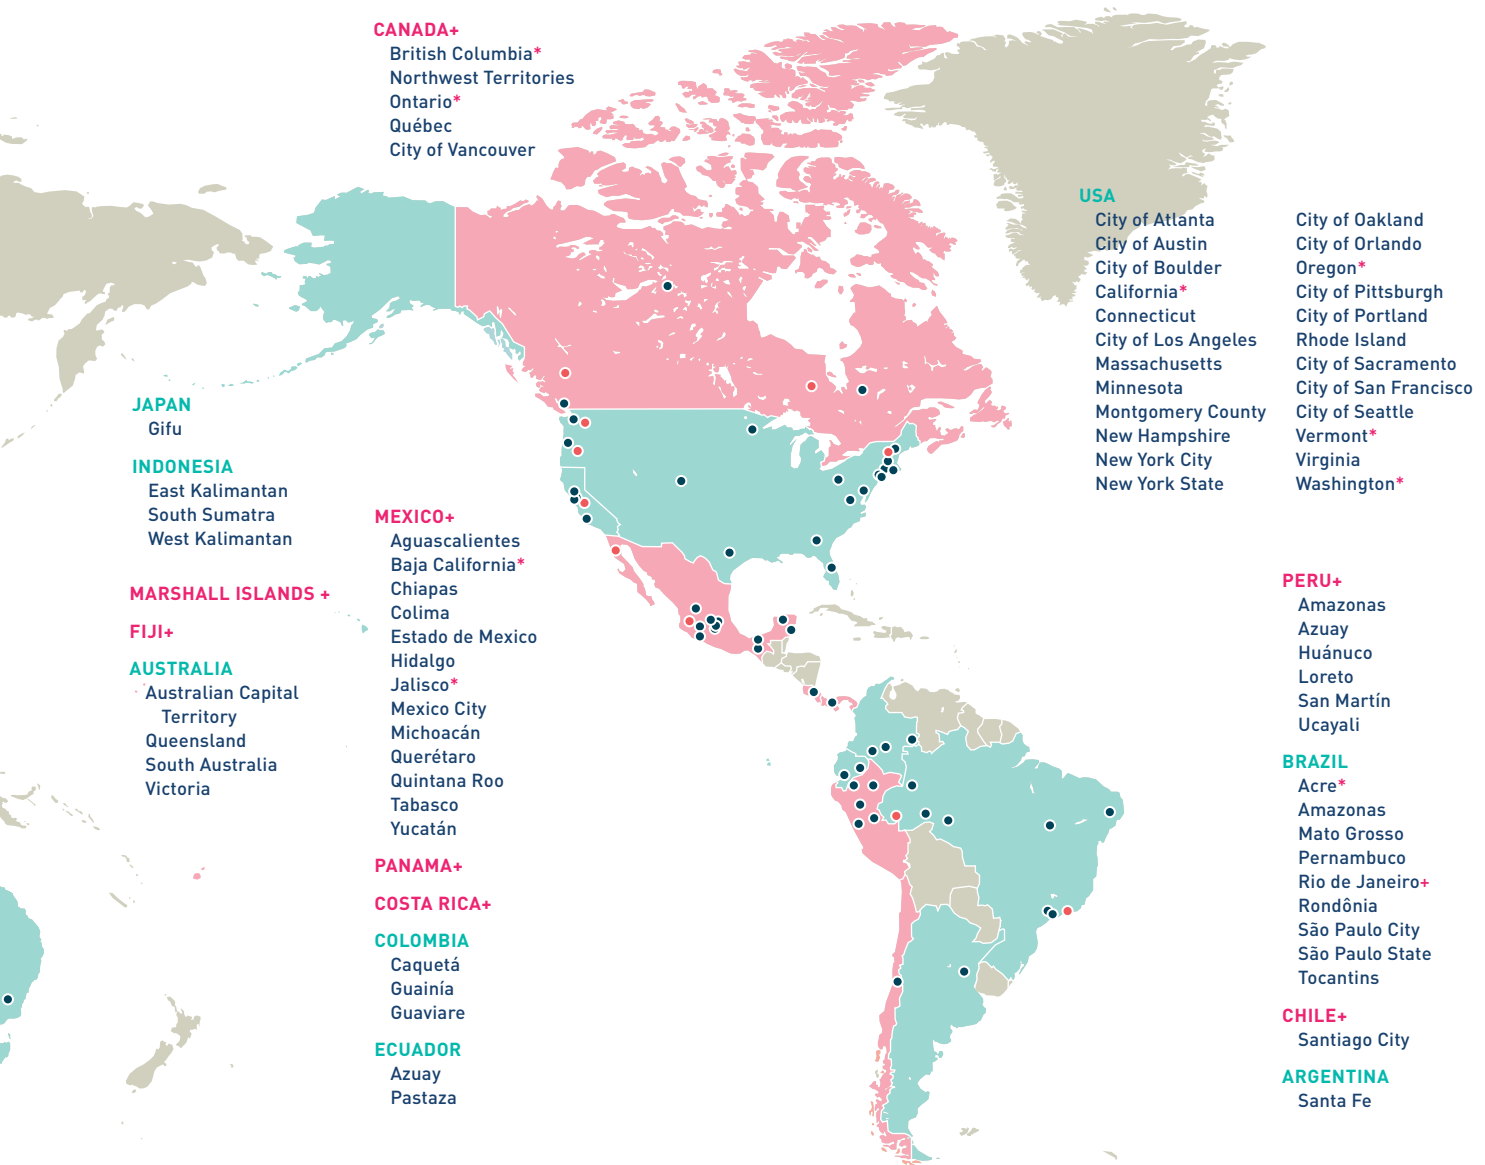 CANADA+
British Columbia*
Northwest Territories
Ontario*
Québec
City of Vancouver
USA
City of Atlanta
City of Austin
City of Boulder
California*
Connecticut
City of Los Angeles
Massachusetts
Minnesota
Montgomery County
New Hampshire
New York City
New York State
City of Oakland
City of Orlando
Oregon*
City of Pittsburgh
City of Portland
Rhode Island
City of Sacramento
City of San Francisco
City of Seattle
Vermont*
Virginia
Washington*
JAPAN
Gifu
INDONESIA
East Kalimantan
South Sumatra
West Kalimantan
MARSHALL ISLANDS +
FIJI+
AUSTRALIA
Australian Capital
Territory
Queensland
South Australia
Victoria
MEXICO+
Aguascalientes
Baja California*
Chiapas
Colima
Estado de Mexico
Hidalgo
Jalisco*
Mexico City
Michoacán
Querétaro
Quintana Roo
Tabasco
Yucatán
PANAMA+
COSTA RICA+
COLOMBIA
Caquetá
Guainía
Guaviare
ECUADOR
Azuay
Pastaza
PERU+
Amazonas
Azuay
Huánuco
Loreto
San Martín
Ucayali
BRAZIL
Acre*
Amazonas
Mato Grosso
Pernambuco
Rio de Janeiro+
Rondônia
São Paulo City
São Paulo State
Tocantins
CHILE+
Santiago City
ARGENTINA
Santa Fe